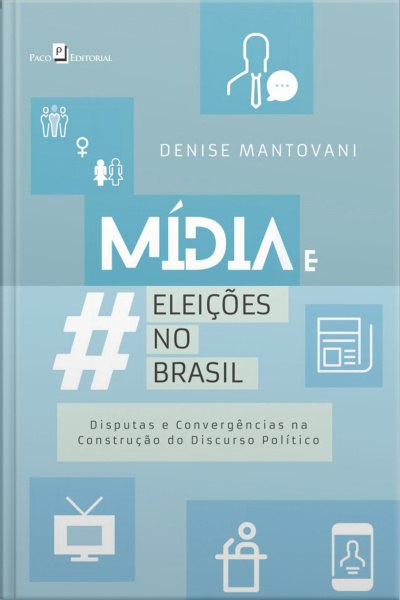 PACO EDITORIAL
DENISE MANTOVANI
MÍDIA E
# ELEIÇÕES
NO
BRASIL
Disputas e Convergências na
Construção do Discurso Político